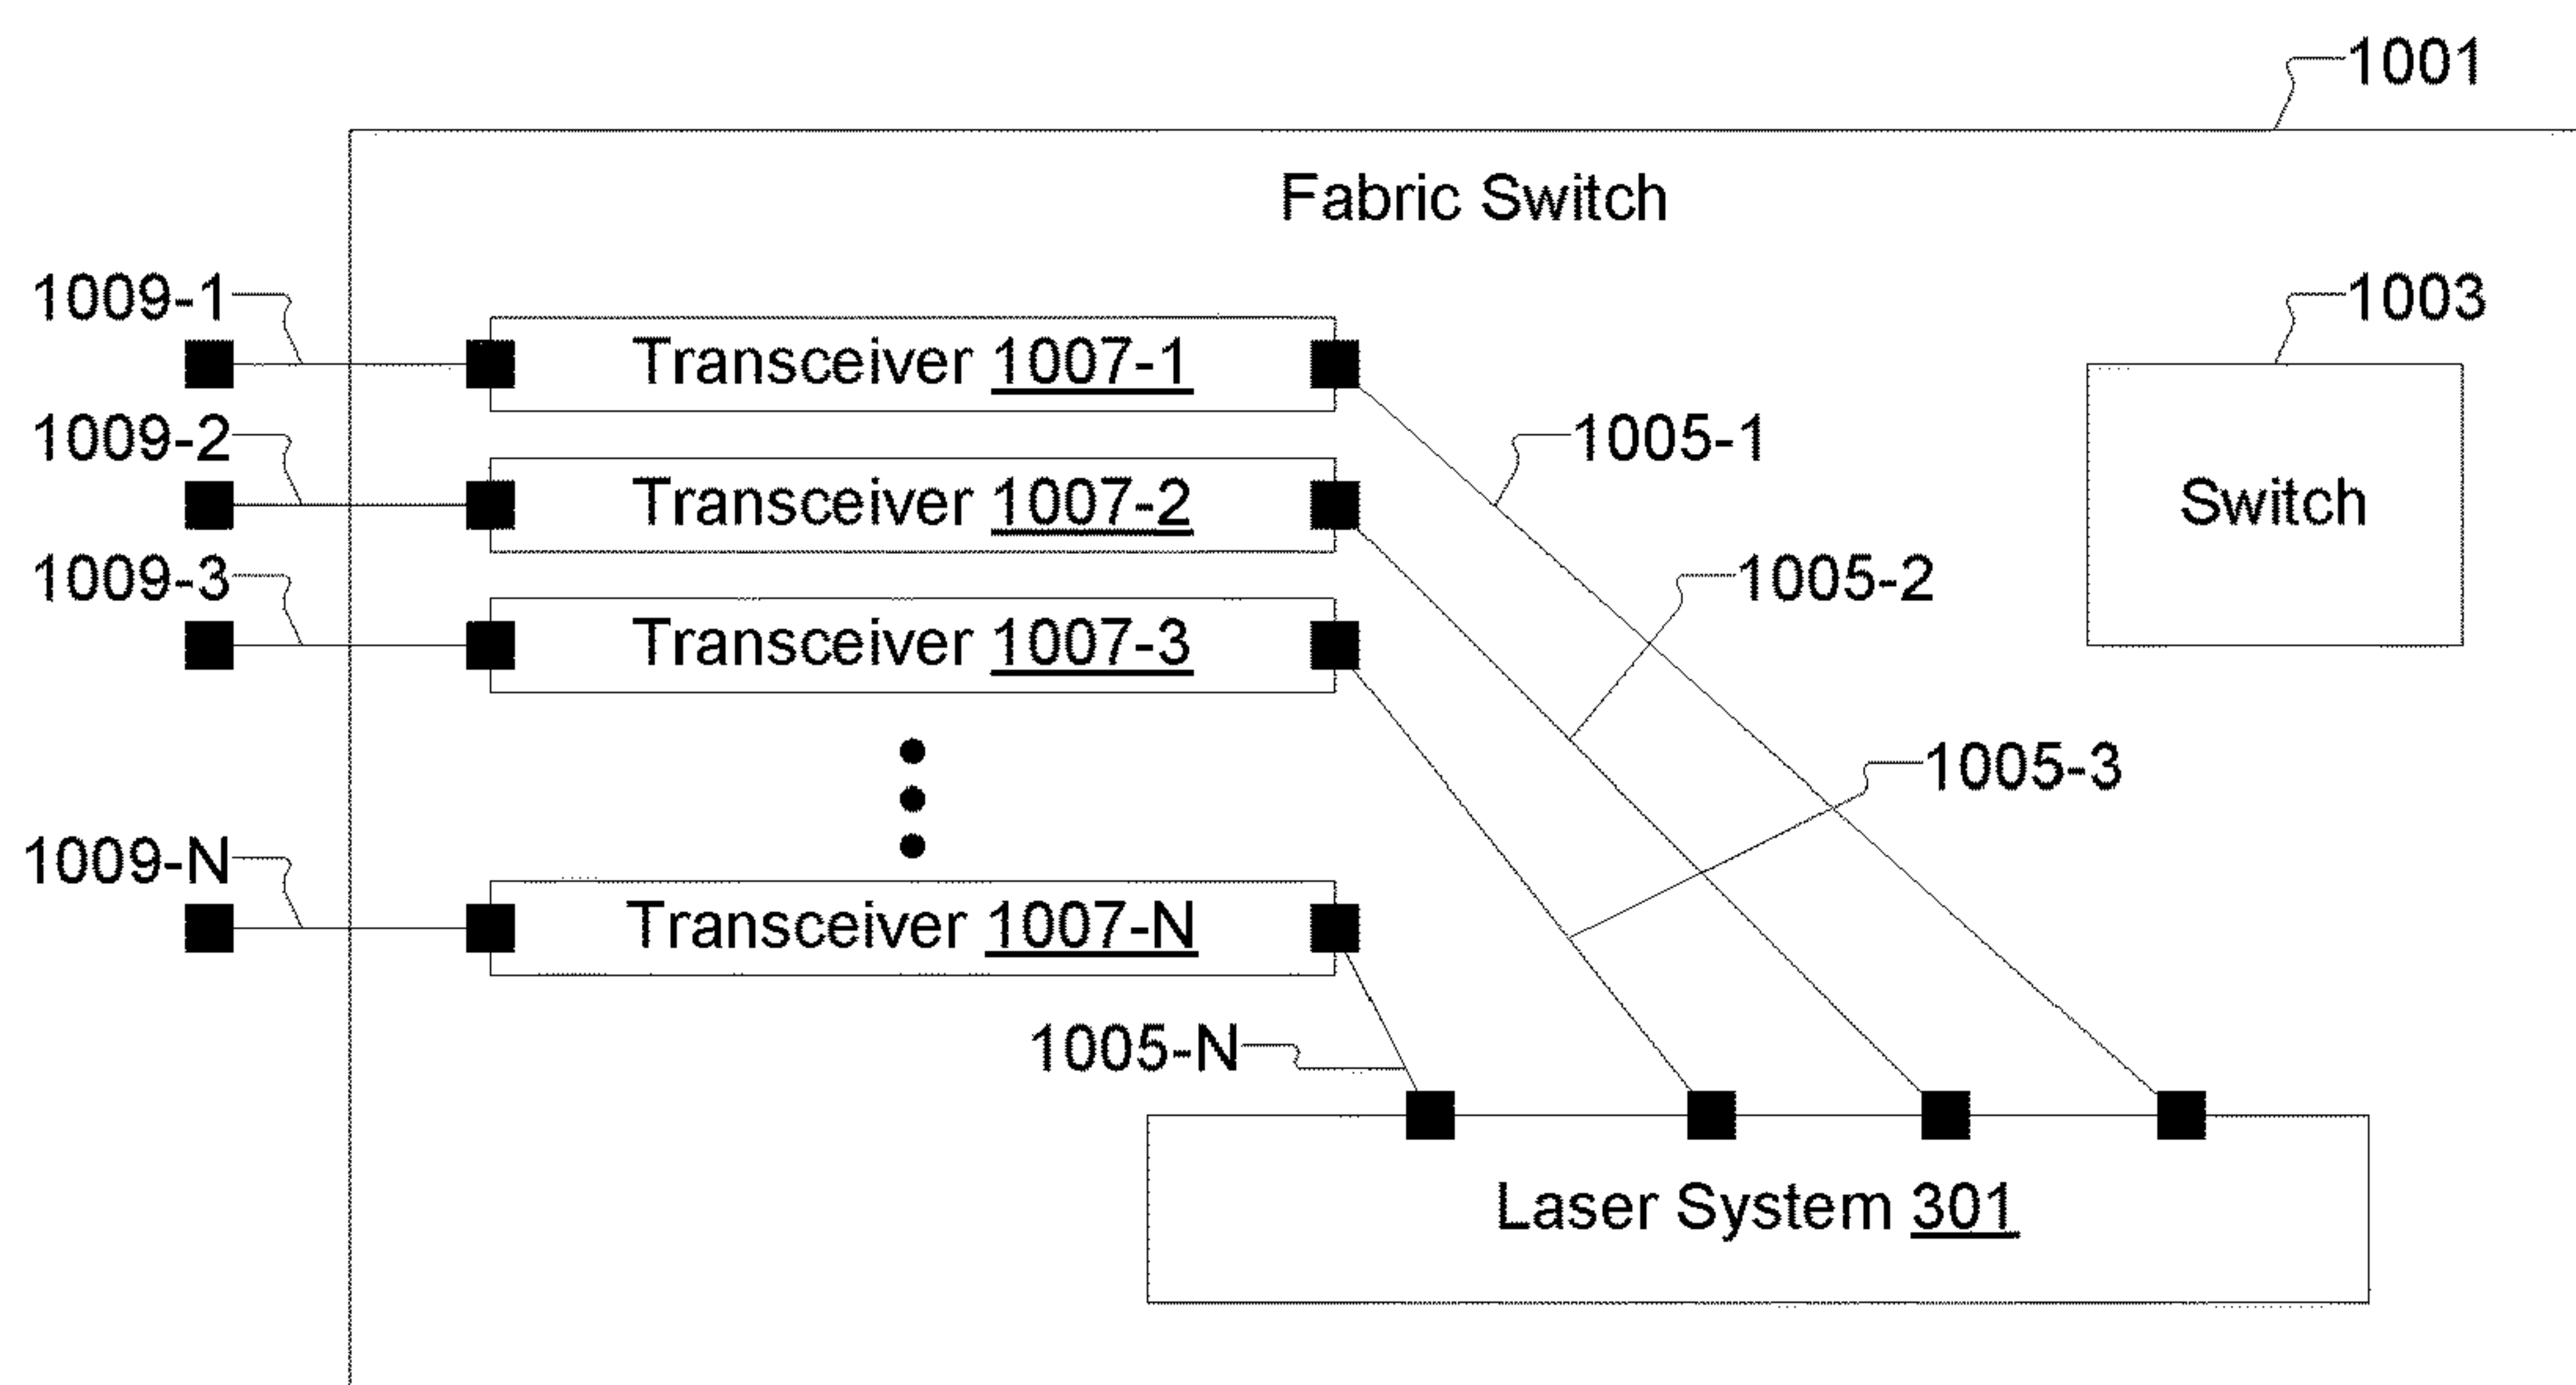 1001
Fabric Switch
1009-1
1003
Transceiver 1007-1
1009-2
1005-1
Transceiver 1007-2
Switch
1009-3
1005-2
Transceiver 1007-3
1005-3
1009-N
Transceiver 1007-N
1005-N
Laser System 301